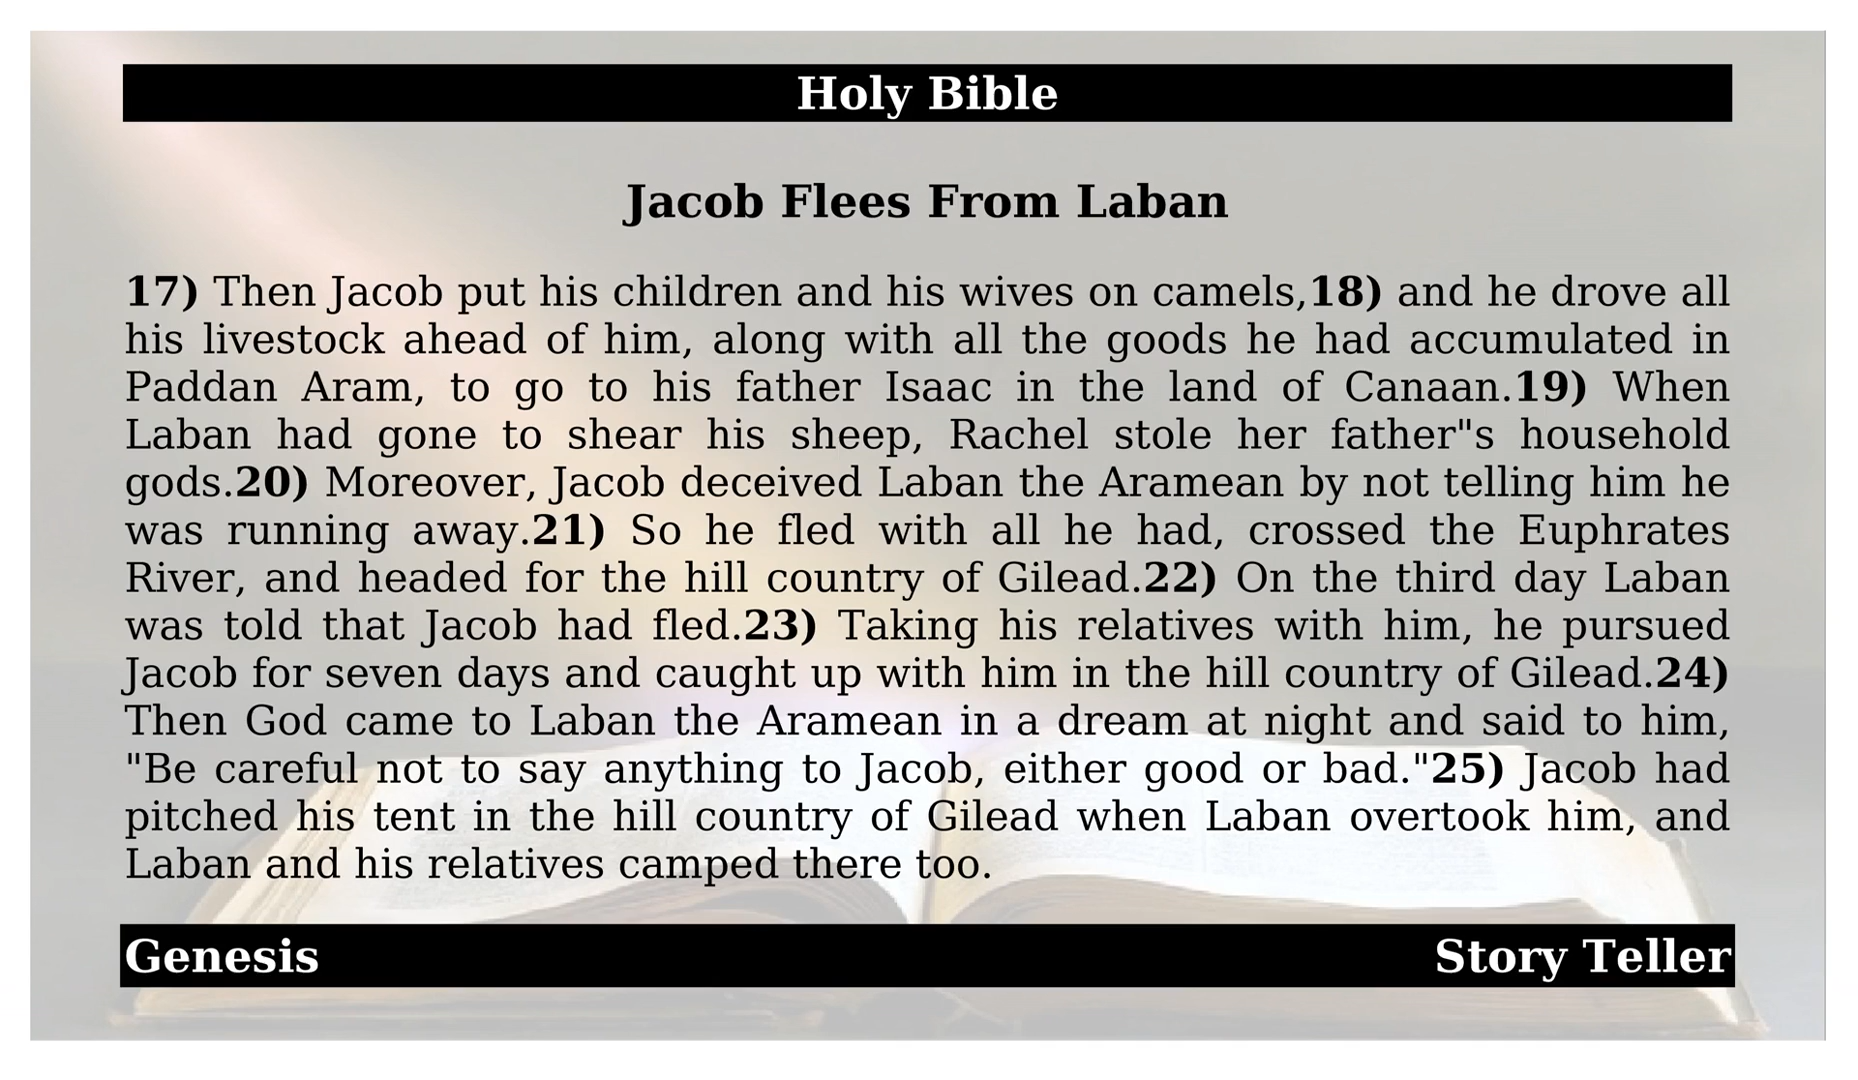 Holy Bible
Jacob Flees From Laban
17) Then Jacob put his children and his wives on camels,18) and he drove all
his livestock ahead of him, along with all the goods he had accumulated in
Paddan Aram, to go to his father Isaac in the land of Canaan.19) When
Laban had gone to shear his sheep, Rachel stole her father"s household
gods.20) Moreover, Jacob deceived Laban the Aramean by not telling him he
was running away.21) So he fled with all he had, crossed the Euphrates
River, and headed for the hill country of Gilead.22) On the third day Laban
was told that Jacob had fled.23) Taking his relatives with him, he pursued
Jacob for seven days and caught up with him in the hill country of Gilead.24)
Then God came to Laban the Aramean in a dream at night and said to him,
"Be careful not to say anything to Jacob, either good or bad."25) Jacob had
pitched his tent in the hill country of Gilead when Laban overtook him, and
Laban and his relatives camped there too.
Genesis Story Teller